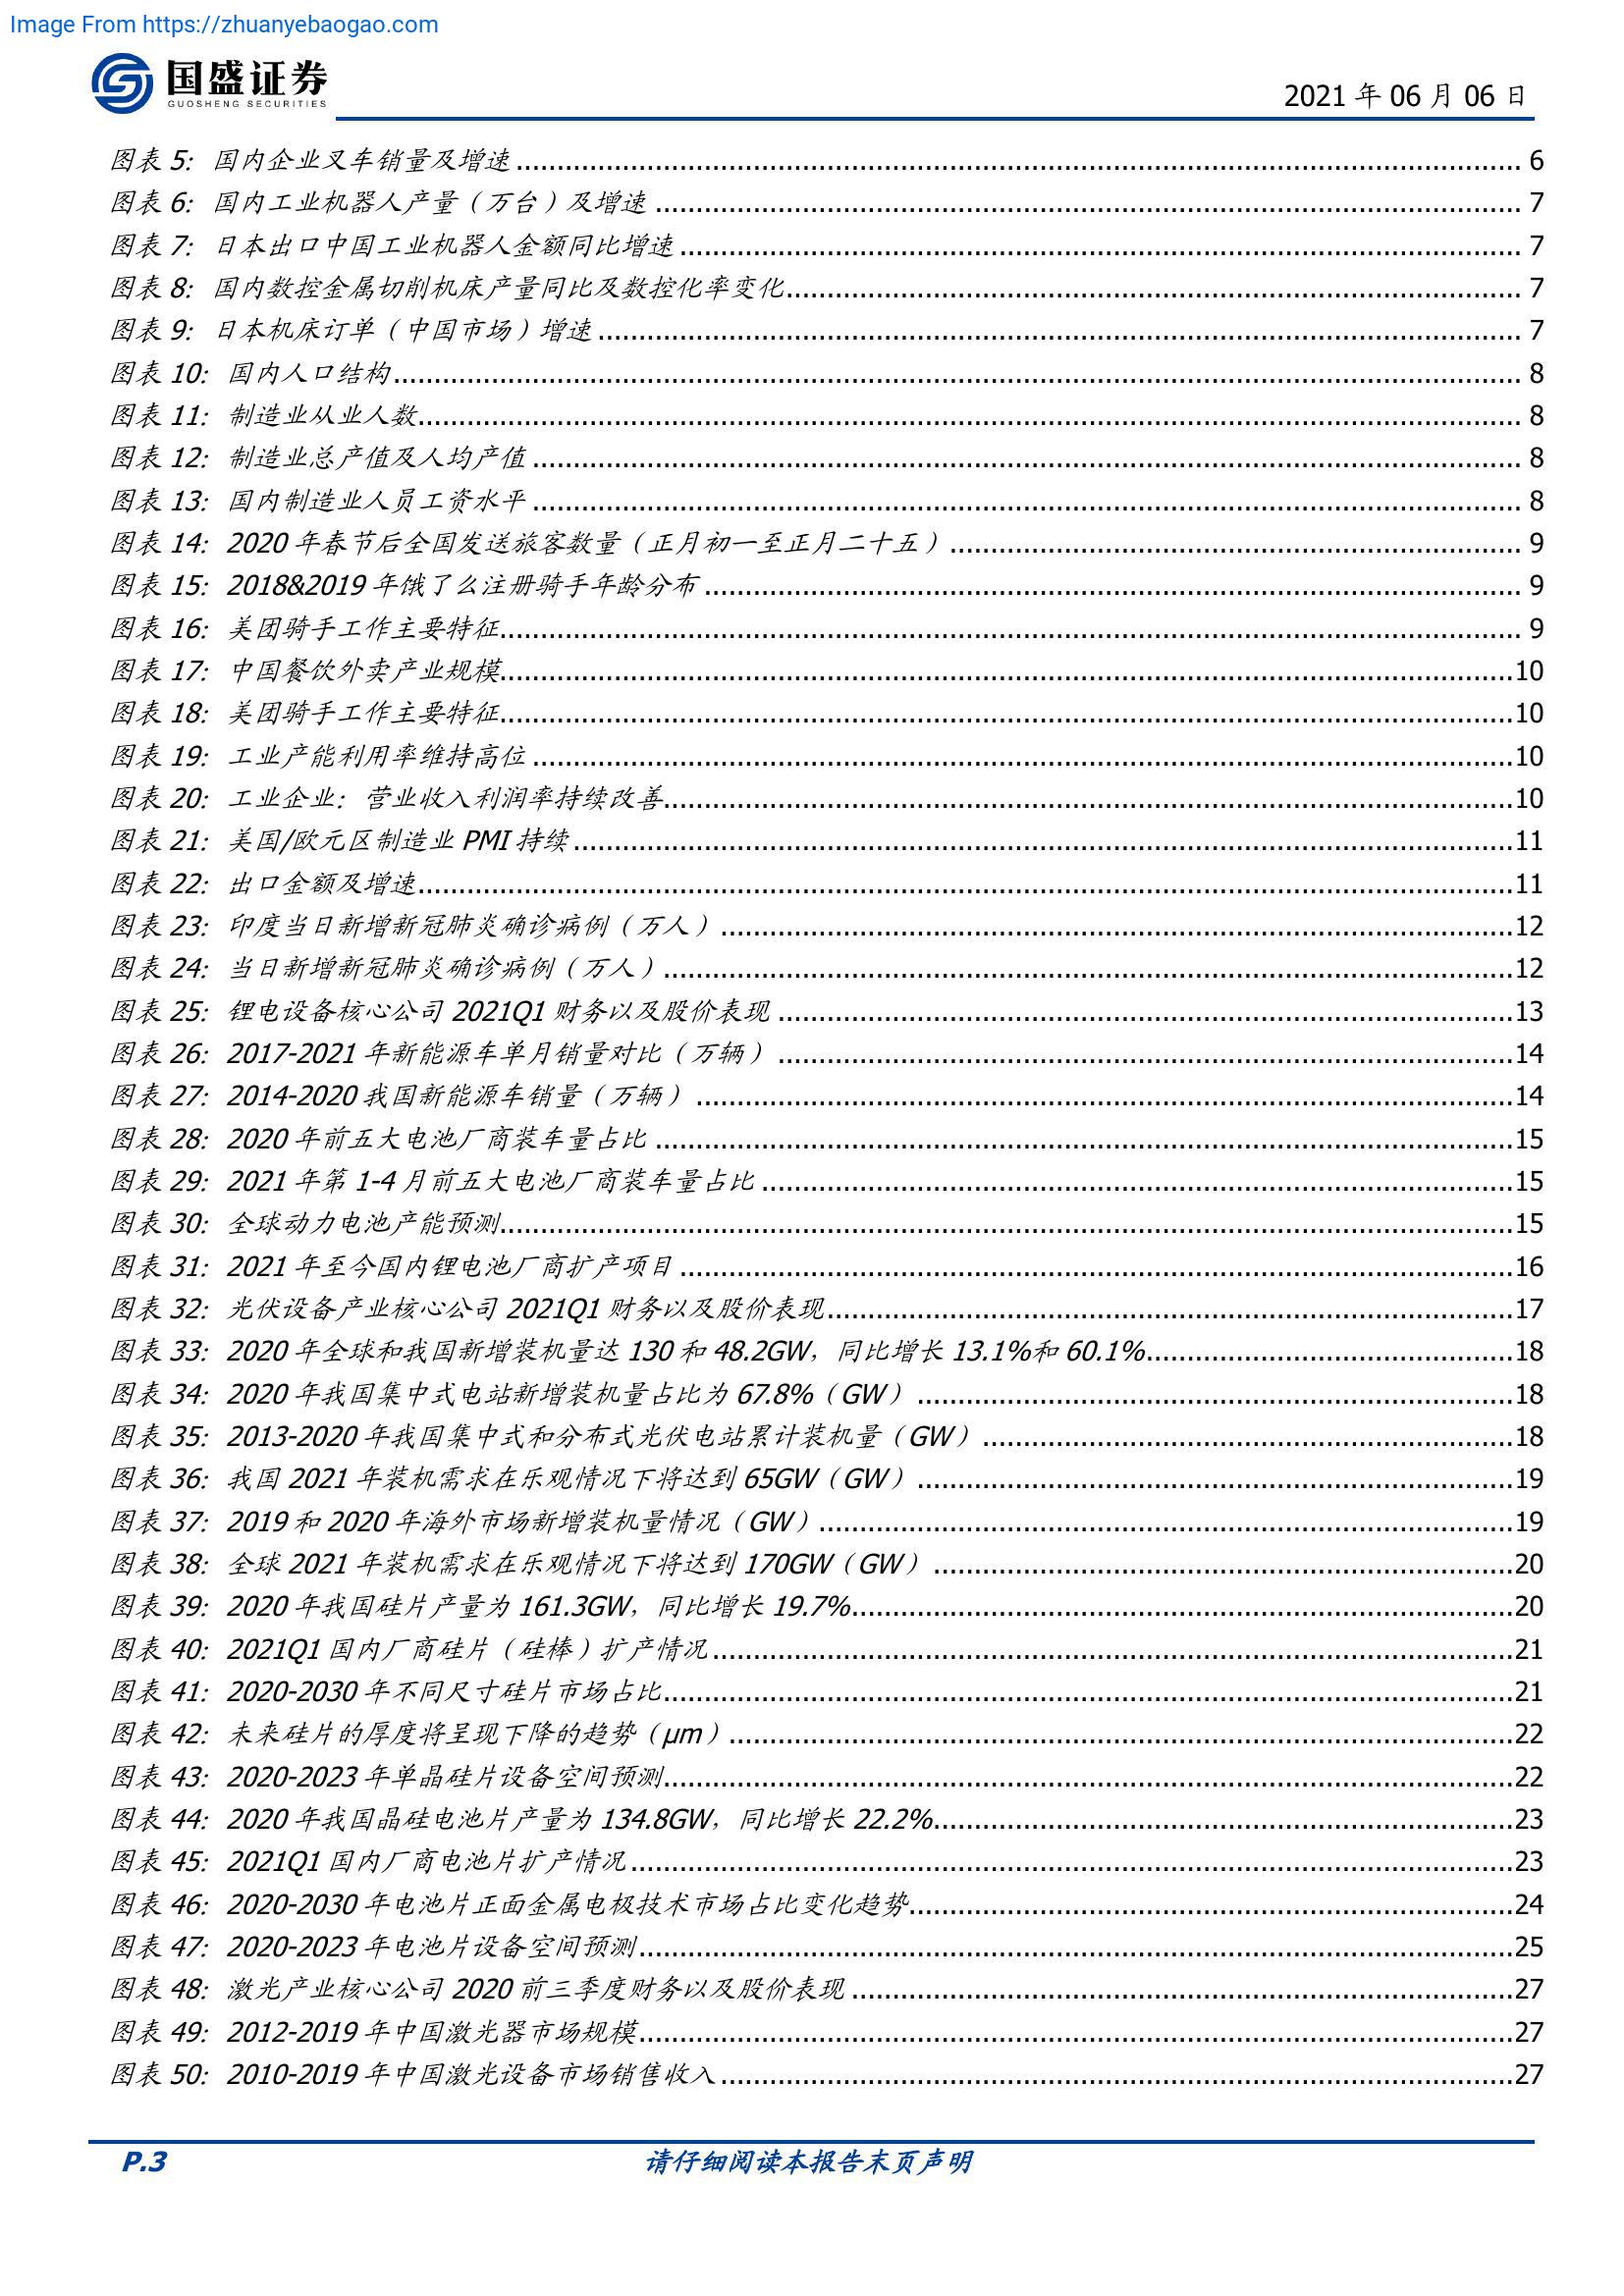 Image From https://zhuanyebaogao.com
国盛证券
GUOSHENG SECURITIES
2021 年 06 月 06 日
图表 5: 国内企业叉车销量及增速 6
图表 6: 国内工业机器人产量（万台）及增速 7
图表 7: 日本出口中国工业机器人金额同比增速 7
图表 8: 国内数控金属切削机床产量同比及数控化率变化 7
图表 9: 日本机床订单（中国市场）增速 7
图表 10: 国内人口结构 8
图表 11: 制造业从业人数 8
图表 12: 制造业总产值及人均产值 8
图表 13: 国内制造业人员工资水平 8
图表 14: 2020 年春节后全国发送旅客数量（正月初一至正月二十五） 9
图表 15: 2018&2019 年饿了么注册骑手年龄分布 9
图表 16: 美团骑手工作主要特征 9
图表 17: 中国餐饮外卖产业规模 10
图表 18: 美团骑手工作主要特征 10
图表 19: 工业产能利用率维持高位 10
图表 20: 工业企业：营业收入利润率持续改善 10
图表 21: 美国/欧元区制造业 PMI 持续 11
图表 22: 出口金额及增速 11
图表 23: 印度当日新增新冠肺炎确诊病例（万人） 12
图表 24: 当日新增新冠肺炎确诊病例（万人） 12
图表 25: 锂电设备核心公司 2021Q1 财务以及股价表现 13
图表 26: 2017-2021 年新能源车单月销量对比（万辆） 14
图表 27: 2014-2020 我国新能源车销量（万辆） 14
图表 28: 2020 年前五大电池厂商装车量占比 15
图表 29: 2021 年第 1-4 月前五大电池厂商装车量占比 15
图表 30: 全球动力电池产能预测 15
图表 31: 2021 年至今国内锂电池厂商扩产项目 16
图表 32: 光伏设备产业核心公司 2021Q1 财务以及股价表现 17
图表 33: 2020 年全球和我国新增装机量达 130 和 48.2GW，同比增长 13.1%和 60.1% 18
图表 34: 2020 年我国集中式电站新增装机量占比为 67.8%（GW） 18
图表 35: 2013-2020 年我国集中式和分布式光伏电站累计装机量（GW） 18
图表 36: 我国 2021 年装机需求在乐观情况下将达到 65GW（GW） 19
图表 37: 2019 和 2020 年海外市场新增装机量情况（GW） 19
图表 38: 全球 2021 年装机需求在乐观情况下将达到 170GW（GW） 20
图表 39: 2020 年我国硅片产量为 161.3GW，同比增长 19.7% 20
图表 40: 2021Q1 国内厂商硅片（硅棒）扩产情况 21
图表 41: 2020-2030 年不同尺寸硅片市场占比 21
图表 42: 未来硅片的厚度将呈现下降的趋势（μm） 22
图表 43: 2020-2023 年单晶硅片设备空间预测 22
图表 44: 2020 年我国晶硅电池片产量为 134.8GW，同比增长 22.2% 23
图表 45: 2021Q1 国内厂商电池片扩产情况 23
图表 46: 2020-2030 年电池片正面金属电极技术市场占比变化趋势 24
图表 47: 2020-2023 年电池片设备空间预测 25
图表 48: 激光产业核心公司 2020 前三季度财务以及股价表现 27
图表 49: 2012-2019 年中国激光器市场规模 27
图表 50: 2010-2019 年中国激光设备市场销售收入 27
P.3 请仔细阅读本报告末页声明